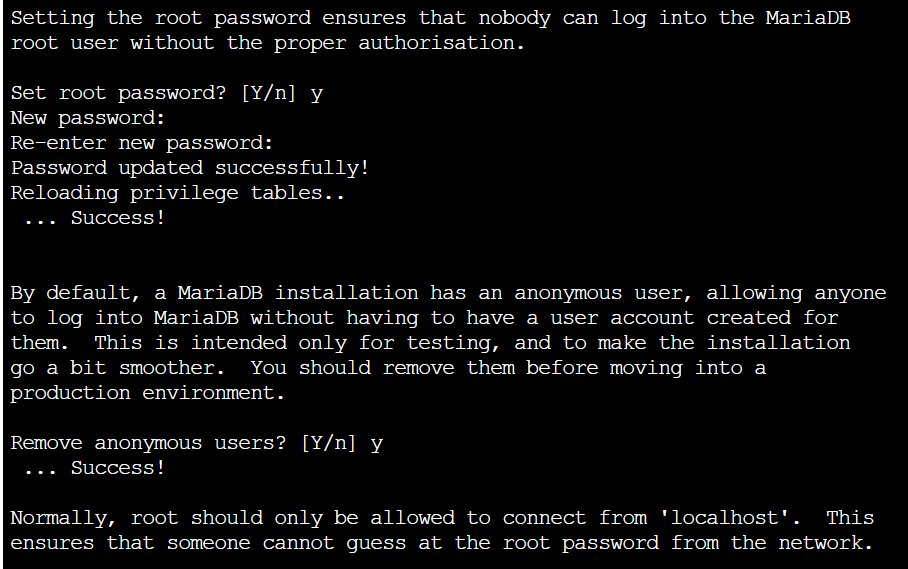 Setting the root password ensures that nobody can log into the MariaDB
root user without the proper authorisation.
Set root password? [Y/n] y
New password:
Re-enter new password:
Password updated successfully!
Reloading privilege tables..
... Success!
By default, a MariaDB installation has an anonymous user, allowing anyone
to log into MariaDB without having to have a user account created for
them.  This is intended only for testing, and to make the installation
go a bit smoother.  You should remove them before moving into a
production environment.
Remove anonymous users? [Y/n] y
... Success!
Normally, root should only be allowed to connect from 'localhost'.  This
ensures that someone cannot guess at the root password from the network.